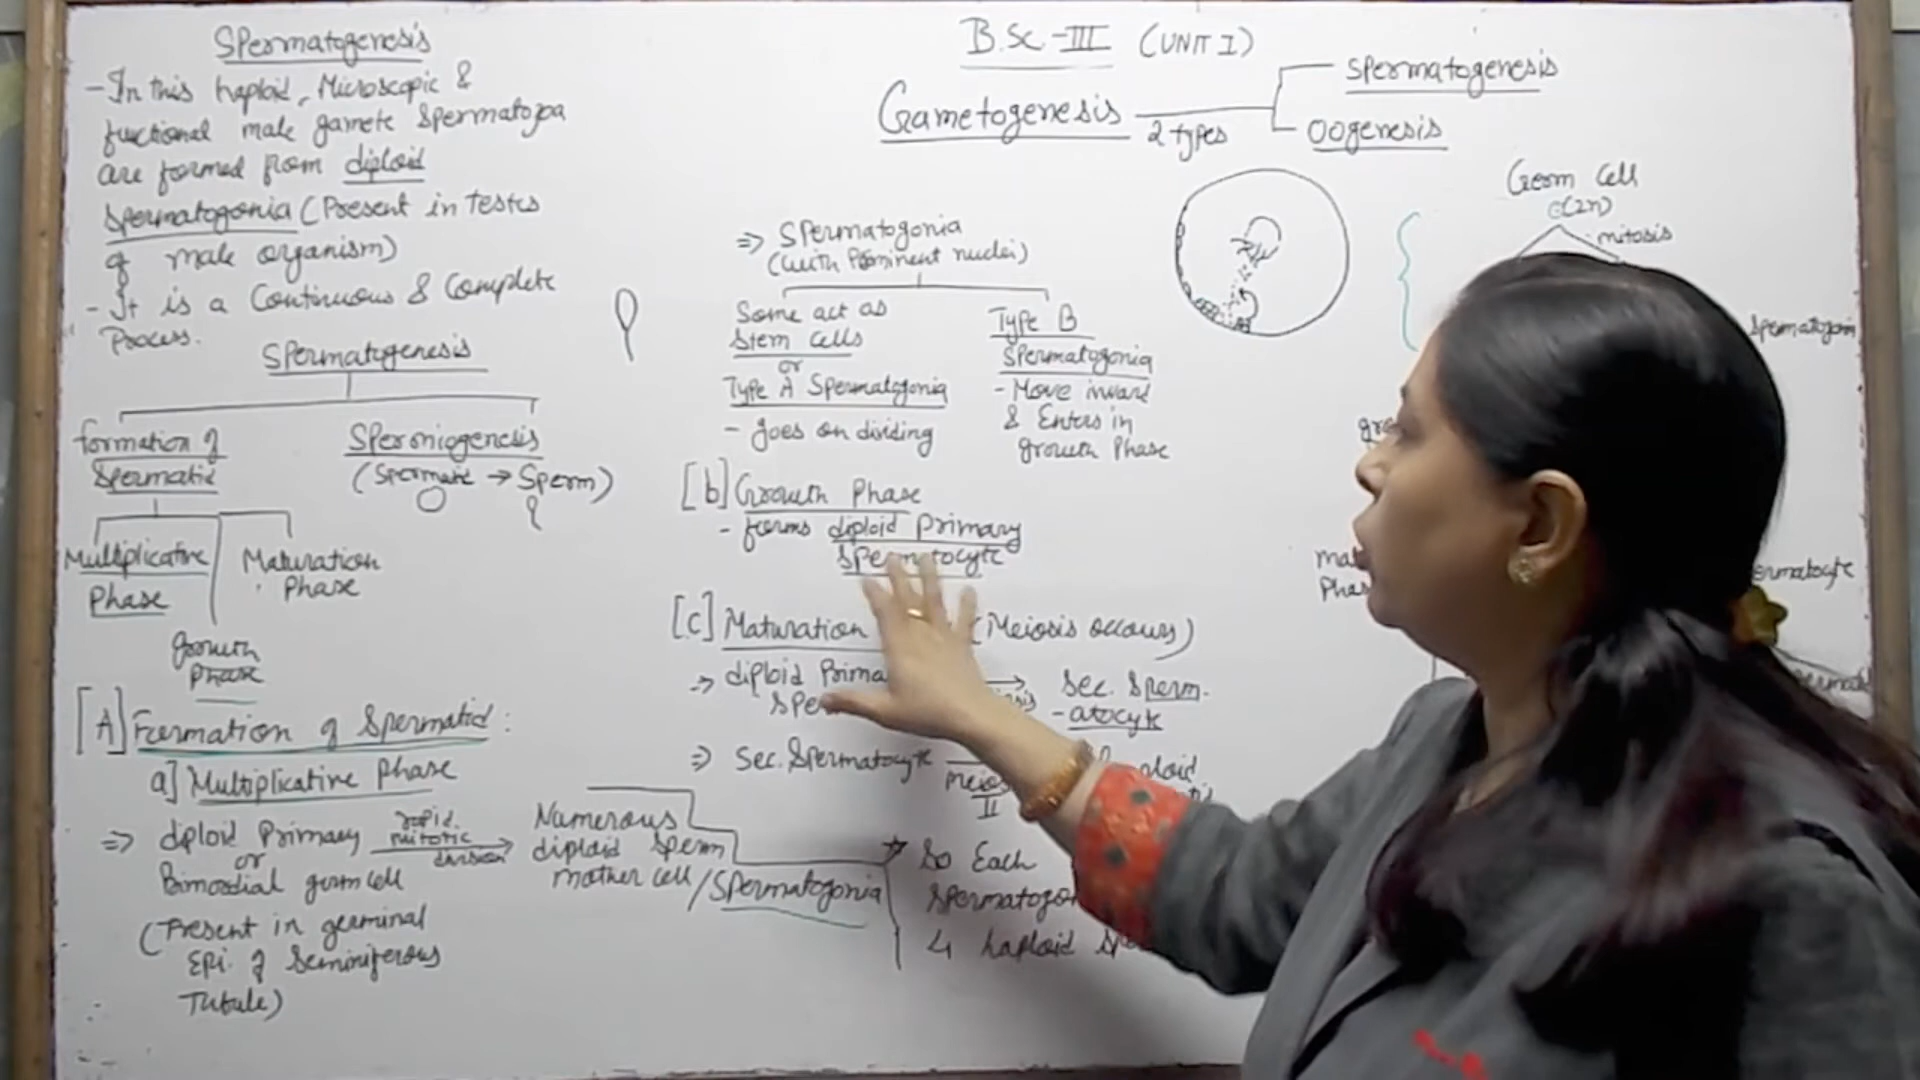 Spermatogenesis
- In this haploid, Microscopic &
functional male gamete spermatozoa
are formed from diploid
spermatogonia (Present in testes
of male organism)
- It is a Continuous & Complete
Process.
Spermatogenesis
formation of
Spermatid
Spermiogenesis
(Spermatid → Sperm)
Multiplicative
Phase
Maturation
Phase
Growth
Phase
[A] Formation of Spermatid:
a] Multiplicative Phase
⇒ diploid Primary
or
Primordial germ cell
rapid
mitotic
division
Numerous
diploid sperm
mother cell/Spermatogonia
(Present in germinal
Epi. of Seminiferous
Tubule)
B.Sc.-III (UNIT I)
Gametogenesis
2 types
Spermatogenesis
Oogenesis
⇒ Spermatogonia
(with Prominent nuclei)
Some act as
Stem Cells
or
Type A Spermatogonia
- goes on dividing
Type B
Spermatogonia
- Move inward
& Enters in
growth Phase
[b] Growth Phase
- forms diploid Primary
Spermatocyte
[C] Maturation (Meiosis occurs)
→ diploid
Sec. Sperm-
-atocyte
⇒ Sec. Spermatocyte
II
So Each
4 haploid
Germ Cell
(2n)
mitosis